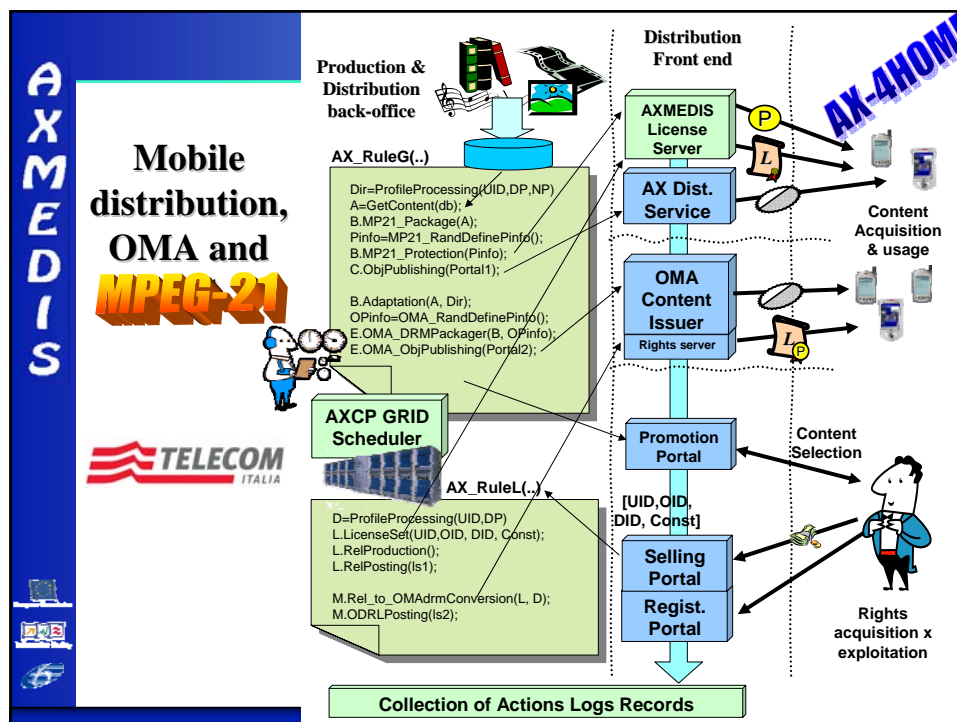 AXMEDIS
Mobile
distribution,
OMA and
MPEG-21
TELECOM
ITALIA
Production &
Distribution
back-office
Distribution
Front end
AX-4HOME
AX_RuleG(..)
Dir=ProfileProcessing(UID,DP,NP)
A=GetContent(db);
B.MP21_Package(A);
Pinfo=MP21_RandDefinePinfo();
B.MP21_Protection(Pinfo);
C.ObjPublishing(Portal1);
B.Adaptation(A, Dir);
OPinfo=OMA_RandDefinePinfo();
E.OMA_DRMPackager(B, OPinfo);
E.OMA_ObjPublishing(Portal2);
AXCP GRID
Scheduler
AX_RuleL(..)
D=ProfileProcessing(UID,DP)
L.LicenseSet(UID,OID, DID, Const);
L.RelProduction();
L.RelPosting(ls1);
M.Rel_to_OMAdrmConversion(L, D);
M.ODRLPosting(ls2);
AXMEDIS
License
Server
P
L
AX Dist.
Service
Content
Acquisition
& usage
OMA
Content
Issuer
Rights server
L
P
Promotion
Portal
Content
Selection
[UID,OID,
DID, Const]
Selling
Portal
Regist.
Portal
Rights
acquisition x
exploitation
Collection of Actions Logs Records